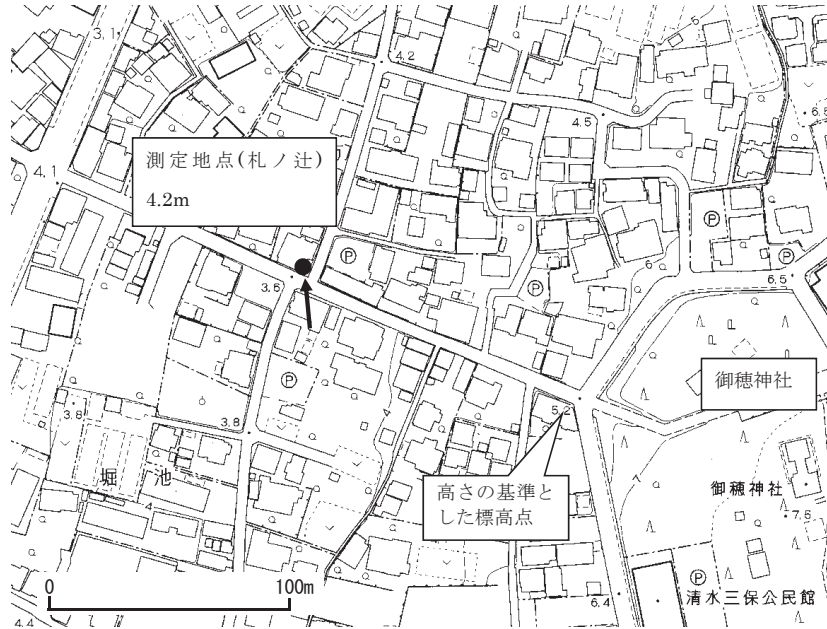 3.1
4.2
4.5
6.6
4.1
測定地点(札ノ辻)
4.2m
Ⓟ
Ⓟ
Ⓟ
Ⓟ
3.6
6.5
御穂神社
Ⓟ
3.8
5.2
3.8
高さの基準と
した標高点
堀池
4
御穂神社
7.6
0
100m
Ⓟ
6.4
清水三保公民館
4.4